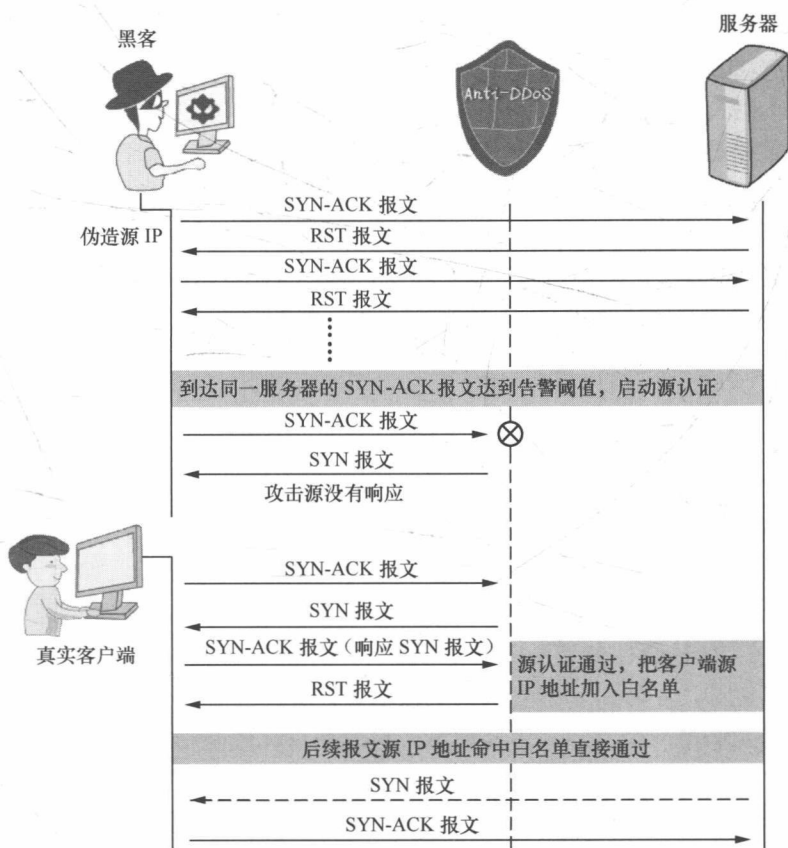 服务器
黑客
Anti-DDoS
SYN-ACK 报文
伪造源 IP
RST 报文
SYN-ACK 报文
RST 报文
到达同一服务器的 SYN-ACK 报文达到告警阈值，启动源认证
SYN-ACK 报文
SYN 报文
攻击源没有响应
SYN-ACK 报文
SYN 报文
真实客户端
SYN-ACK 报文（响应 SYN 报文）
源认证通过，把客户端源
IP 地址加入白名单
RST 报文
后续报文源 IP 地址命中白名单直接通过
SYN 报文
SYN-ACK 报文